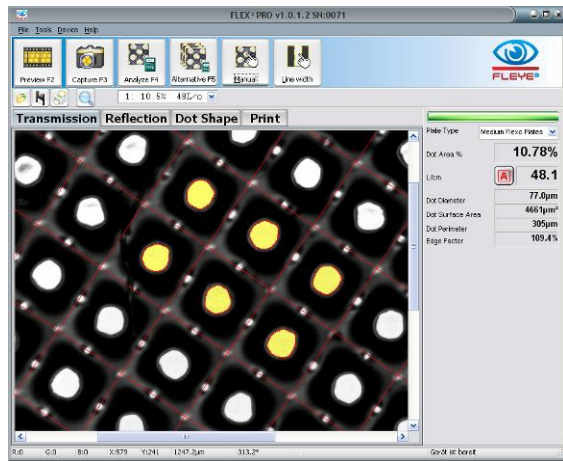 FLEX³PRO v1.0.1.2 SN:0071
File Tools Device Help
Preview F2 Capture F3 Analyze F4 Alternative F5 Manual Line width
FLEYE®
1: 10.5% 48L/c
Transmission Reflection Dot Shape Print
Plate Type Medium Flexo Plates
Dot Area % 10.78%
L/cm A 48.1
Dot Diameter 77.0µm
Dot Surface Area 4661µm²
Dot Perimeter 305µm
Edge Factor 109.4%
R:0 G:0 B:0 X:579 Y:241 1247.2µm 313.2° Gerät ist bereit